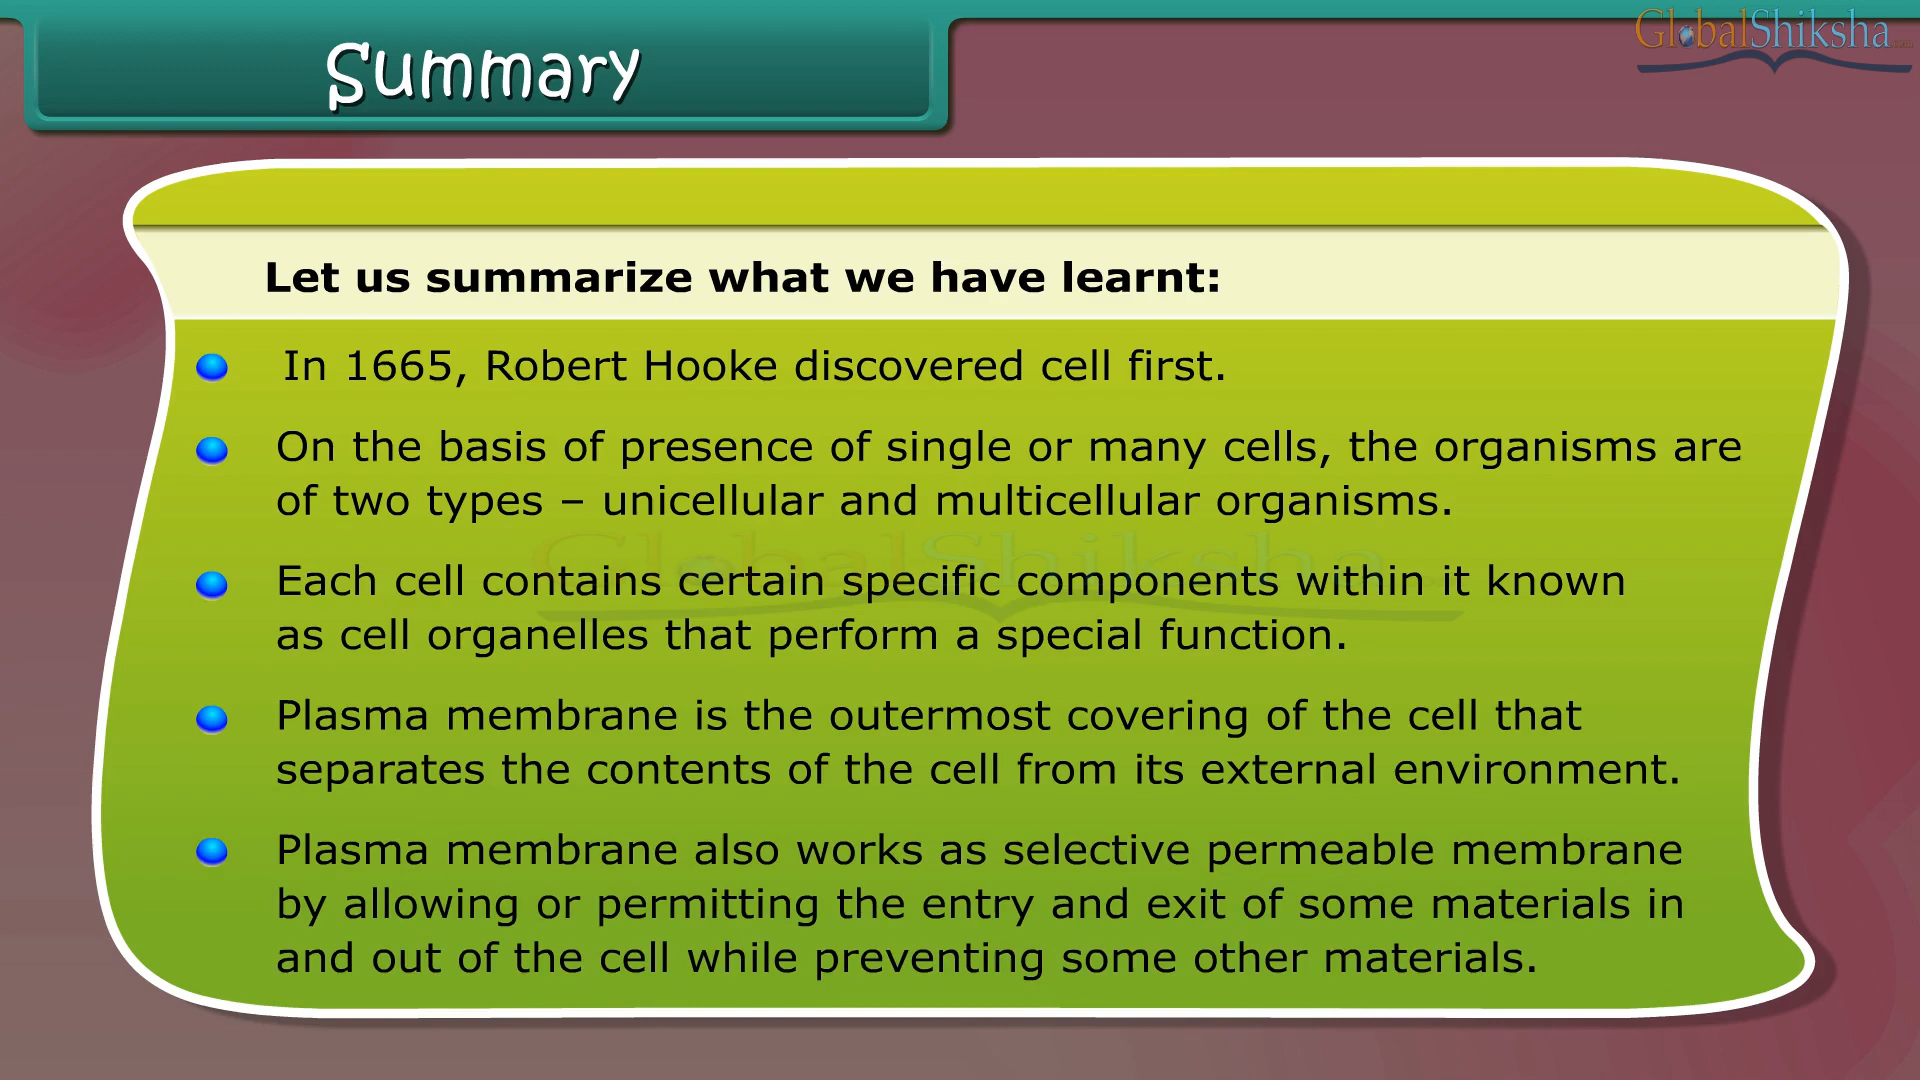 Summary
GlobalShiksha.com
Let us summarize what we have learnt:
In 1665, Robert Hooke discovered cell first.
On the basis of presence of single or many cells, the organisms are
of two types – unicellular and multicellular organisms.
Each cell contains certain specific components within it known
as cell organelles that perform a special function.
Plasma membrane is the outermost covering of the cell that
separates the contents of the cell from its external environment.
Plasma membrane also works as selective permeable membrane
by allowing or permitting the entry and exit of some materials in
and out of the cell while preventing some other materials.
GlobalShiksha